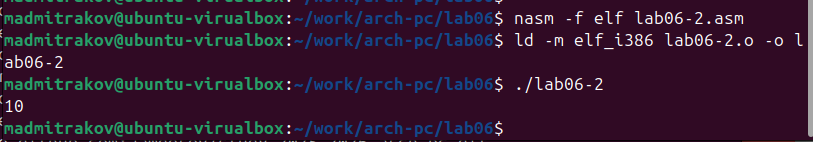 madmitrakov@ubuntu-virualbox:~/work/arch-pc/lab06$ nasm -f elf lab06-2.asm
madmitrakov@ubuntu-virualbox:~/work/arch-pc/lab06$ ld -m elf_i386 lab06-2.o -o l
ab06-2
madmitrakov@ubuntu-virualbox:~/work/arch-pc/lab06$ ./lab06-2
10
madmitrakov@ubuntu-virualbox:~/work/arch-pc/lab06$